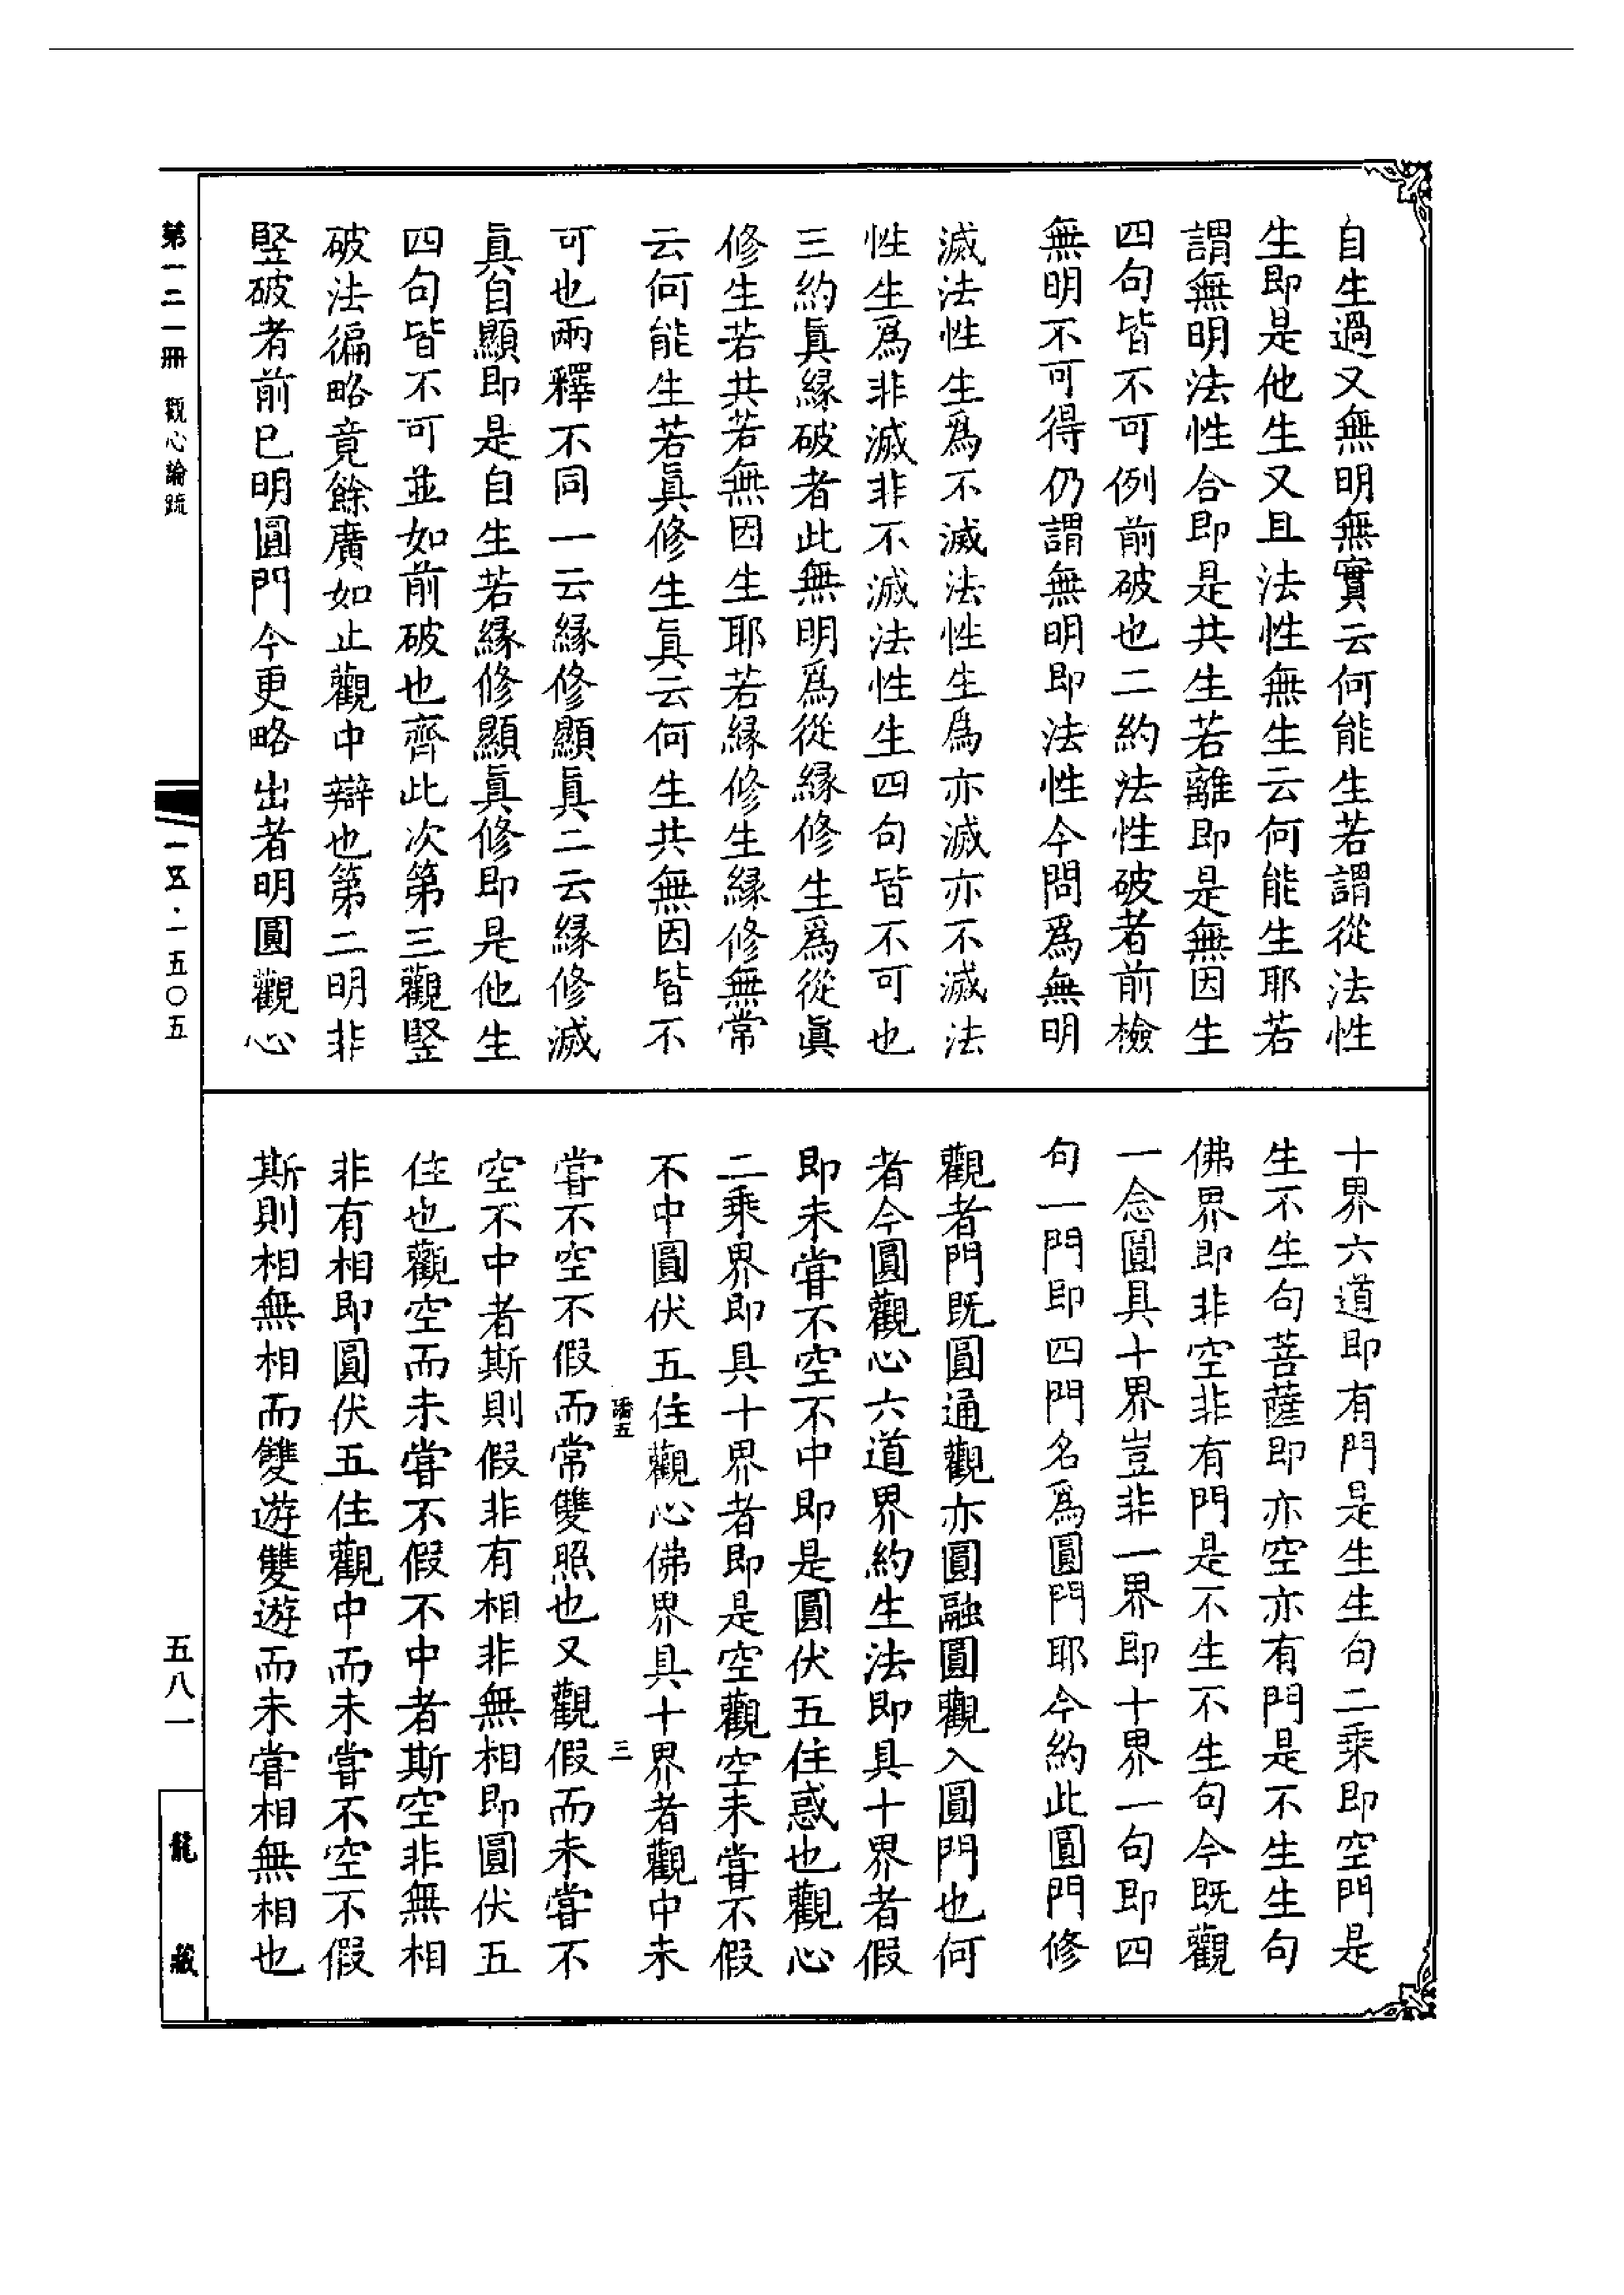 自生過又無明無實云何能生若謂從法性
生即是他生又且法性無生云何能生耶若
謂無明法性合即是共生若離即是無因生
四句皆不可例前破也二約法性破者前檢
無明不可得仍謂無明即法性今問為無明
滅法性生為不滅法性生為亦滅亦不滅法
性生為非滅非不滅法性生四句皆不可也
三約眞緣破者此無明為從緣修生為從眞
修生若共若無因生耶若緣修生緣修無常
云何能生若眞修生眞云何生共無因皆不
可也兩釋不同一云緣修顯眞二云緣修滅
眞自顯即是自生若緣修顯眞修即是他生
四句皆不可並如前破也齊此次第三觀竪
破法徧略竟餘廣如止觀中辯也第二明非
竪破者前已明圓門今更略出者明圓觀心
十界六道即有門是生生句二乘即空門是
生不生句菩薩即亦空亦有門是不生生句
佛界即非空非有門是不生不生句今既觀
一念圓具十界豈非一界即十界一句即四
句一門即四門名為圓門耶今約此圓門修
觀者門既圓通觀亦圓融圓觀入圓門也何
者今圓觀心六道界約生法即具十界者假
即未甞不空不中即是圓伏五住惑也觀心
二乘界即具十界者即是空觀空未甞不假
不中圓伏五住觀心佛界具十界者觀中未
甞不空不假而常雙照也又觀假而未甞不
空不中者斯則假非有相非無相即圓伏五
住也觀空而未甞不假不中者斯空非無相
非有相即圓伏五住觀中而未甞不空不假
斯則相無相而雙遊雙遊而未甞相無相也
五
三
第一二一冊 觀心論疏
一五·一五〇五
五八一
龍藏